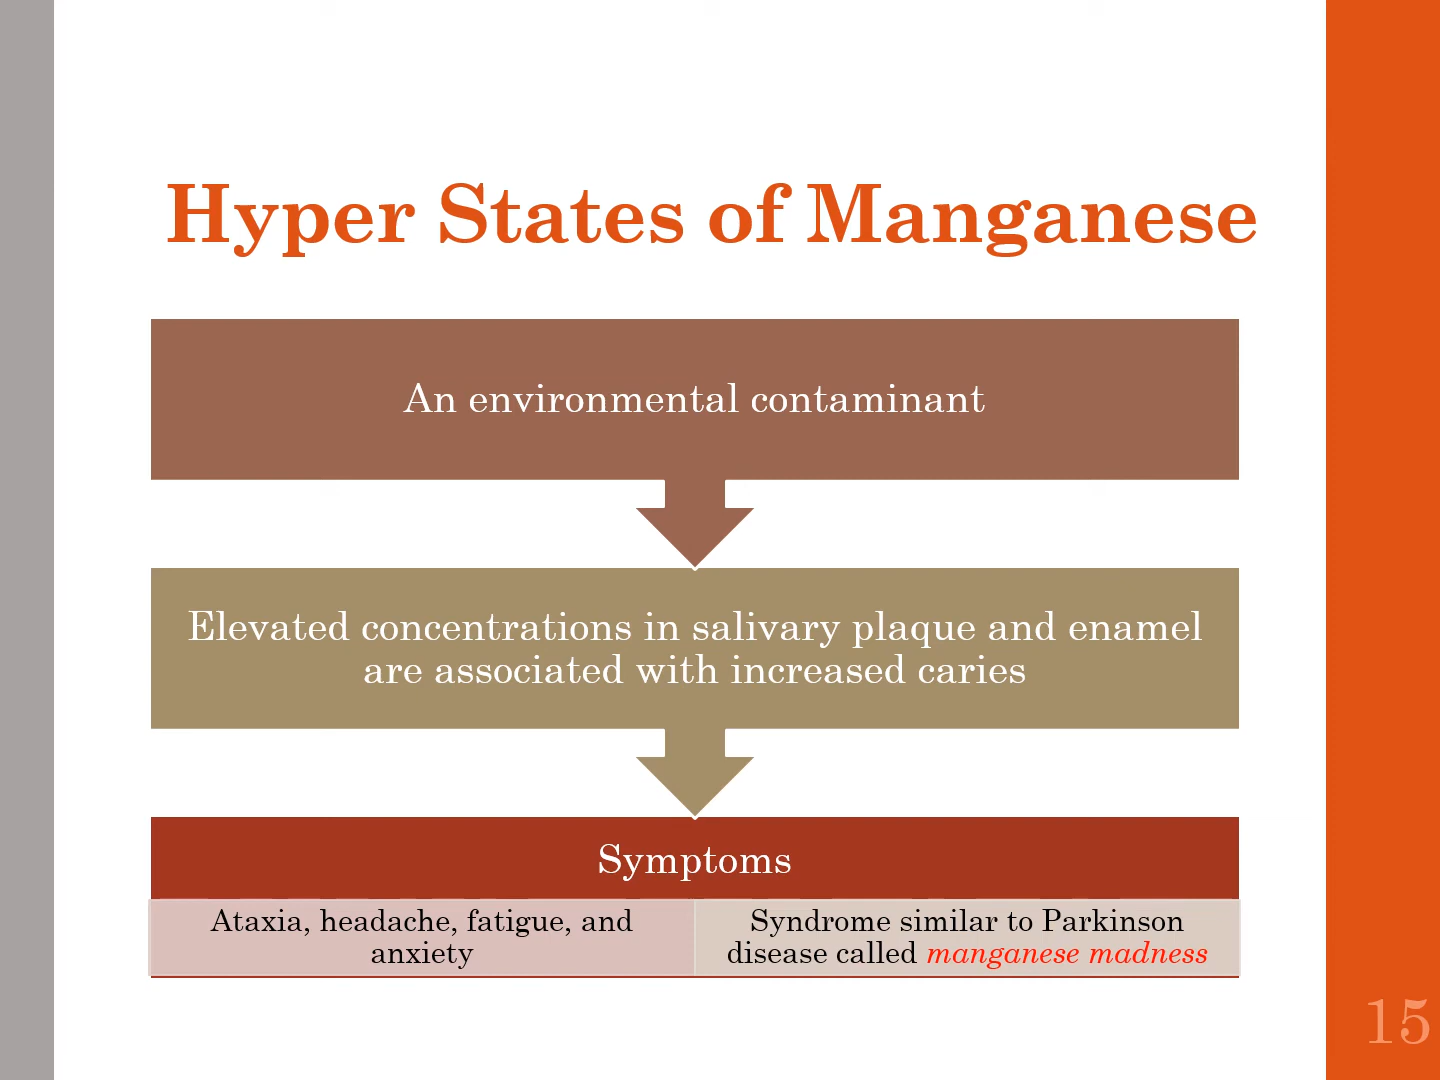 Hyper States of Manganese
An environmental contaminant
Elevated concentrations in salivary plaque and enamel
are associated with increased caries
Symptoms
Ataxia, headache, fatigue, and
anxiety
Syndrome similar to Parkinson
disease called manganese madness
15